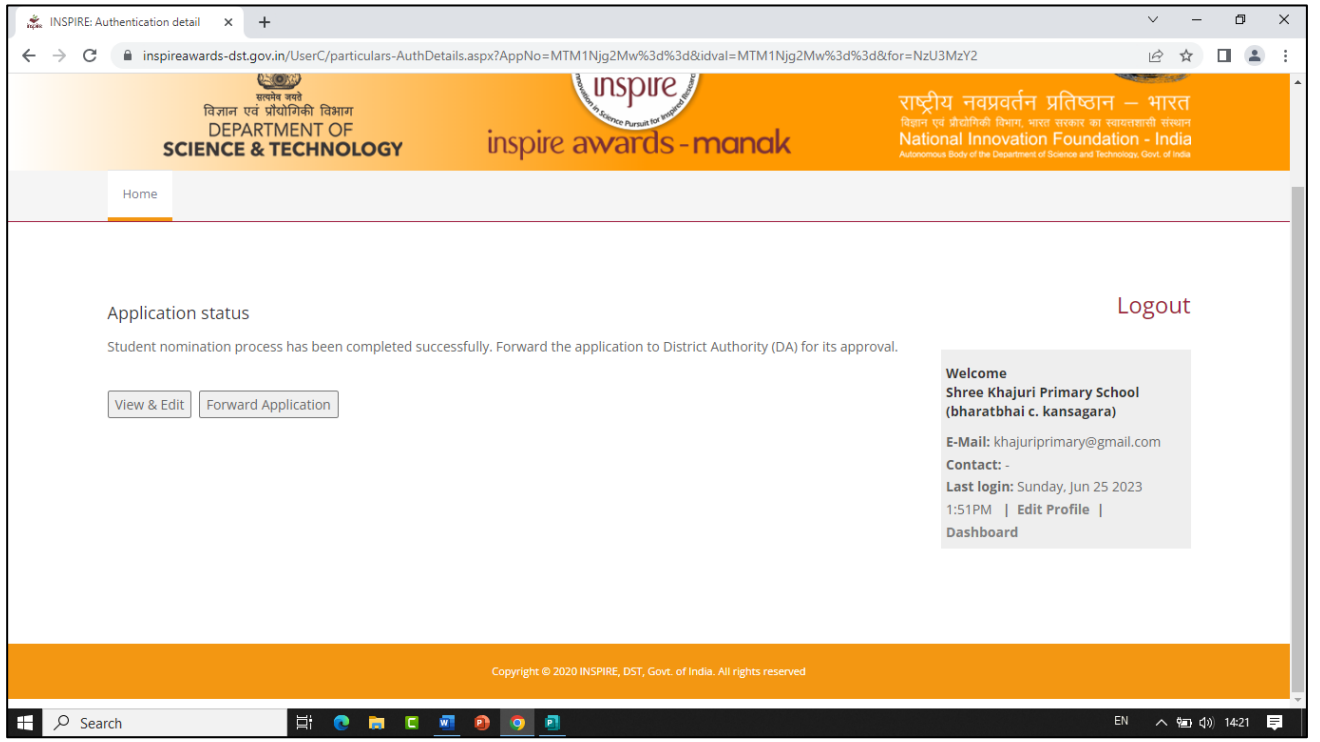 INSPIRE: Authentication detail
inspireawards-dst.gov.in/UserC/particulars-AuthDetails.aspx?AppNo=MTM1Njg2Mw%3d%3d&idval=MTM1Njg2Mw%3d%3d&for=NzU3MzY2
सत्यमेव जयते
विज्ञान एवं प्रौद्योगिकी विभाग
DEPARTMENT OF
SCIENCE & TECHNOLOGY
inspire
inspire awards - manak
राष्ट्रीय नवप्रवर्तन प्रतिष्ठान – भारत
विज्ञान एवं प्रौद्योगिकी विभाग, भारत सरकार का स्वायत्तशासी संस्थान
National Innovation Foundation - India
Autonomous Body of the Department of Science and Technology, Govt. of India
Home
Application status
Student nomination process has been completed successfully. Forward the application to District Authority (DA) for its approval.
View & Edit Forward Application
Logout
Welcome
Shree Khajuri Primary School
(bharatbhai c. kansagara)
E-Mail: khajuriprimary@gmail.com
Contact: -
Last login: Sunday, Jun 25 2023
1:51PM | Edit Profile |
Dashboard
Copyright © 2020 INSPIRE, DST, Govt. of India. All rights reserved
Search
EN 14:21